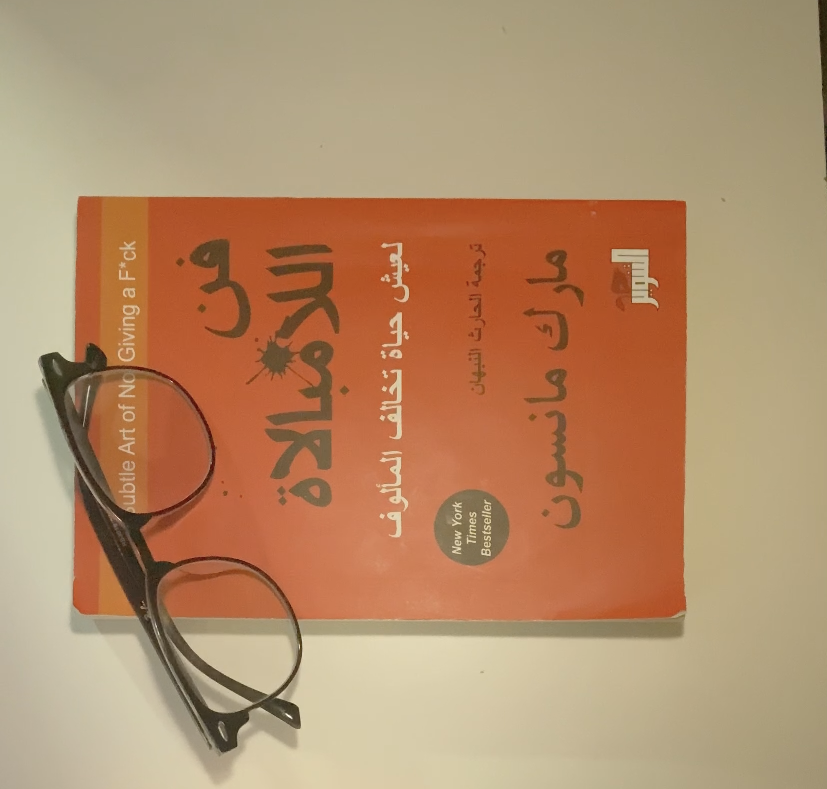 ubtle Art of No Giving a F*ck
فن
اللامبالاة
لعيش حياة تخالف المألوف
ترجمة الحارث النبهان
New York
Times
Bestseller
مارك مانسون
التنوير